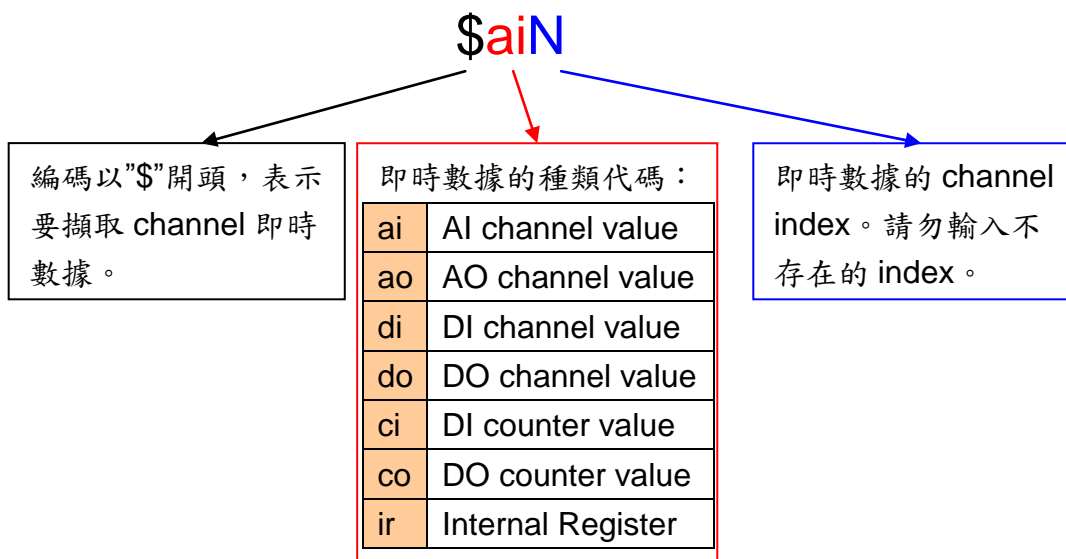 $aiN
編碼以”$”開頭，表示
要擷取 channel 即時
數據。
即時數據的種類代碼：
ai AI channel value
ao AO channel value
di DI channel value
do DO channel value
ci DI counter value
co DO counter value
ir Internal Register
即時數據的 channel
index。請勿輸入不
存在的 index。